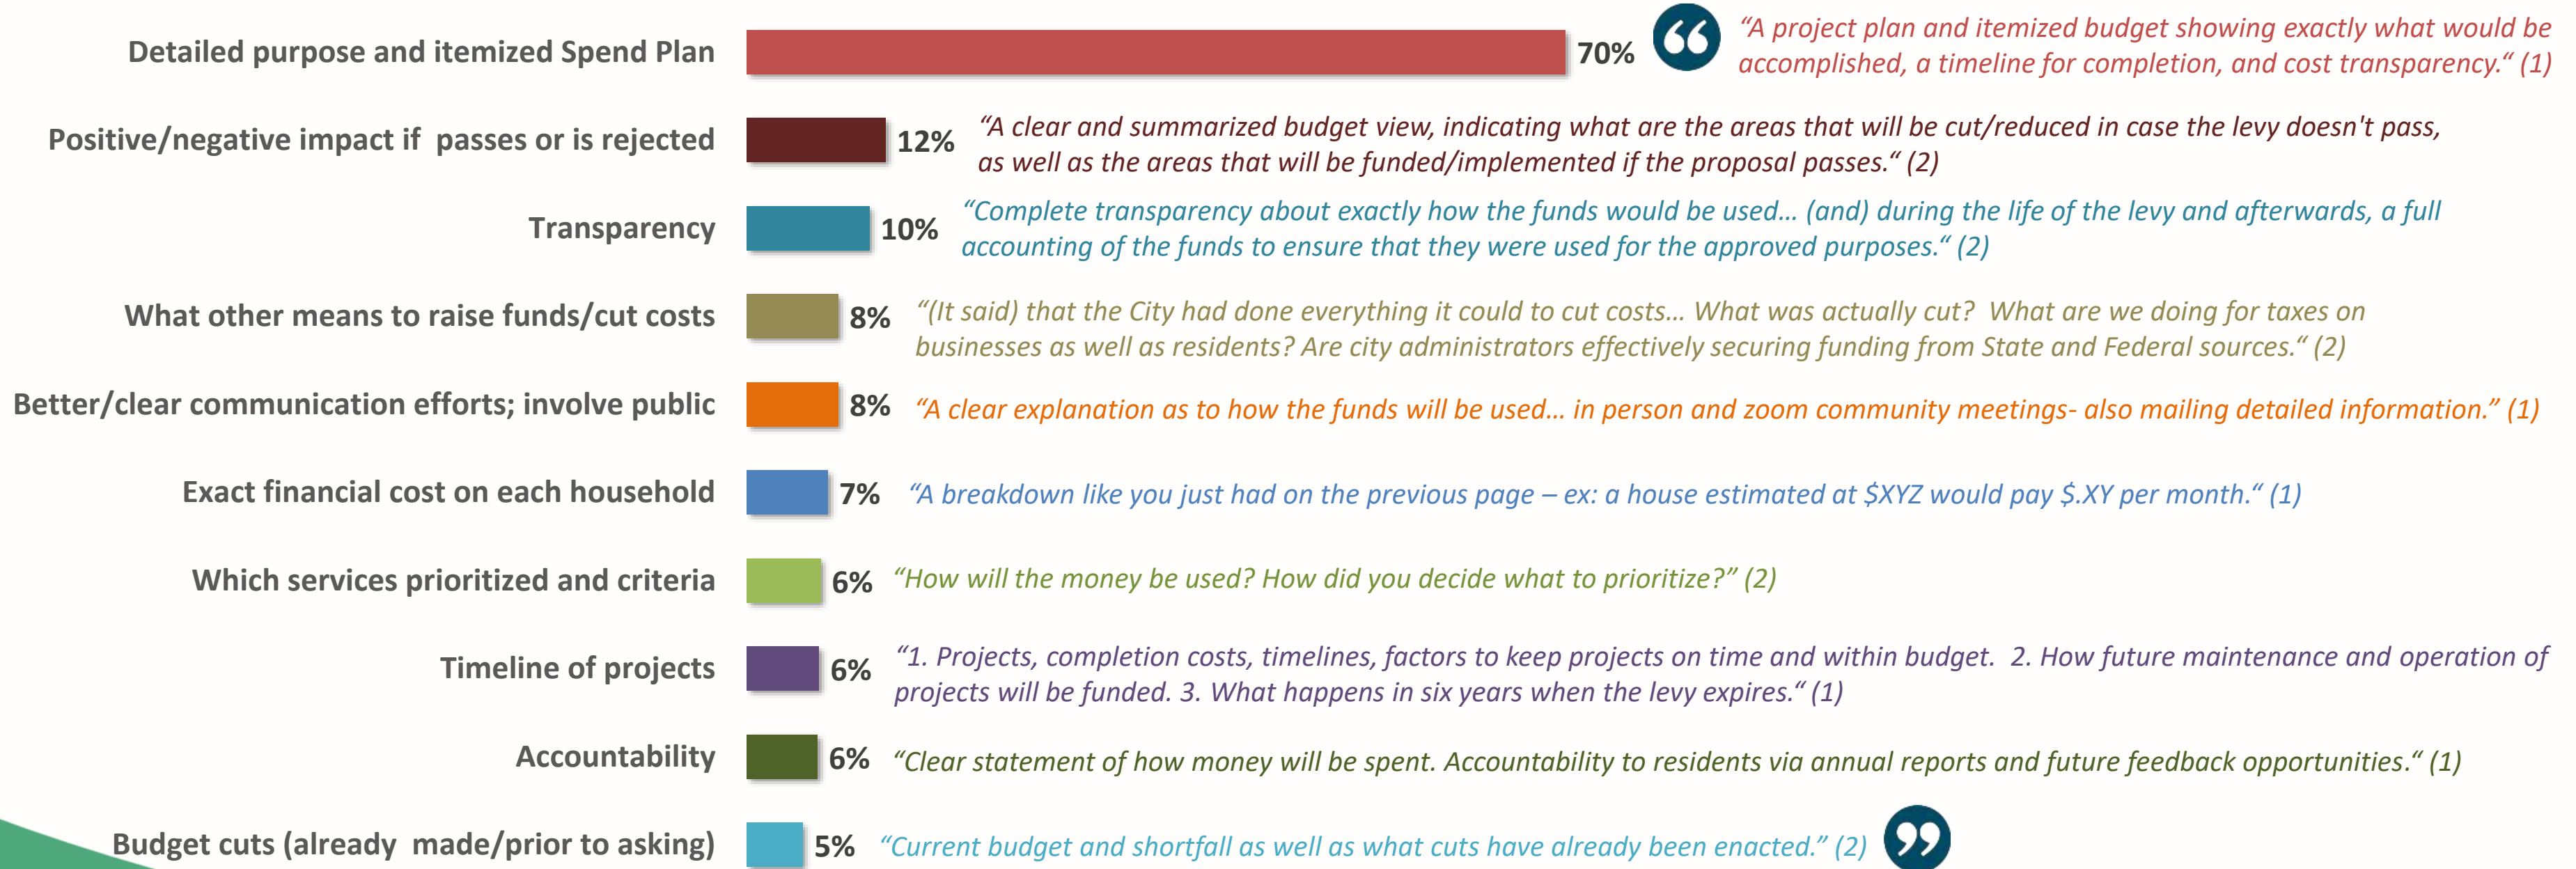 Detailed purpose and itemized Spend Plan
70%
“A project plan and itemized budget showing exactly what would be
accomplished, a timeline for completion, and cost transparency.“ (1)
Positive/negative impact if  passes or is rejected
12%
“A clear and summarized budget view, indicating what are the areas that will be cut/reduced in case the levy doesn't pass,
as well as the areas that will be funded/implemented if the proposal passes.“ (2)
Transparency
10%
“Complete transparency about exactly how the funds would be used… (and) during the life of the levy and afterwards, a full
accounting of the funds to ensure that they were used for the approved purposes.“ (2)
What other means to raise funds/cut costs
8%
“(It said) that the City had done everything it could to cut costs… What was actually cut?  What are we doing for taxes on
businesses as well as residents? Are city administrators effectively securing funding from State and Federal sources.“ (2)
Better/clear communication efforts; involve public
8%
“A clear explanation as to how the funds will be used… in person and zoom community meetings- also mailing detailed information.” (1)
Exact financial cost on each household
7%
“A breakdown like you just had on the previous page – ex: a house estimated at $XYZ would pay $.XY per month.“ (1)
Which services prioritized and criteria
6%
“How will the money be used? How did you decide what to prioritize?” (2)
Timeline of projects
6%
“1. Projects, completion costs, timelines, factors to keep projects on time and within budget.  2. How future maintenance and operation of
projects will be funded. 3. What happens in six years when the levy expires.“ (1)
Accountability
6%
“Clear statement of how money will be spent. Accountability to residents via annual reports and future feedback opportunities.“ (1)
Budget cuts (already  made/prior to asking)
5%
“Current budget and shortfall as well as what cuts have already been enacted.” (2)